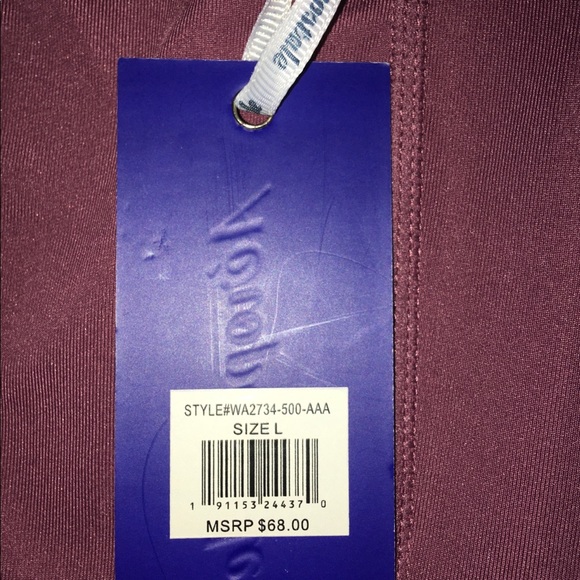 STYLE#WA2734-500-AAA
SIZE L
1 91153 24437 0
MSRP $68.00